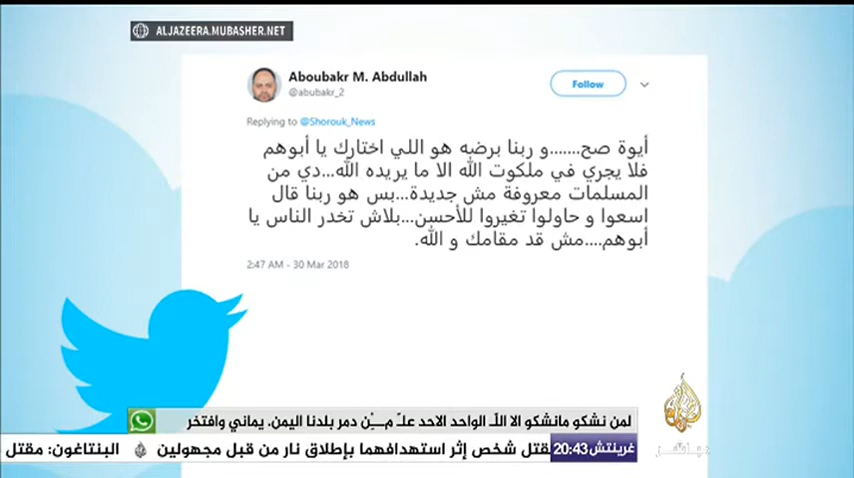 ALJAZEERA.MUBASHER.NET
Aboubakr M. Abdullah
@abubakr_2
Follow
Replying to @Shorouk_News
أيوة صح.......و ربنا برضه هو اللي اختارك يا أبوهم
فلا يجري في ملكوت الله الا ما يريده الله...دي من
المسلمات معروفة مش جديدة...بس هو ربنا قال
اسعوا و حاولوا تغيروا للأحسن...بلاش تخدر الناس يا
أبوهم....مش قد مقامك و الله.
2:47 AM - 30 Mar 2018
لمن نشكو مانشكو الا اللـ الواحد الاحد علـ مـن دمر بلدنا اليمن. يماني وافتخر
غرينتش 20:43
مقتل شخص إثر استهدافهما بإطلاق نار من قبل مجهولين البنتاغون: مقتل